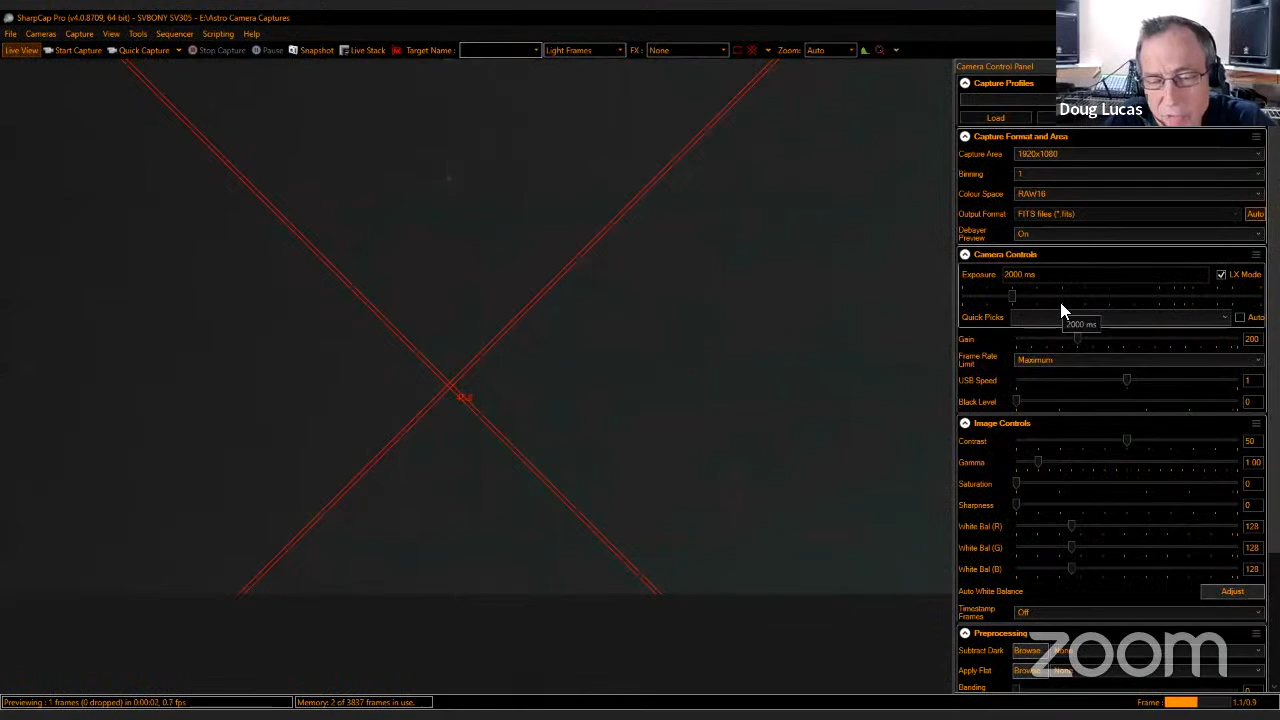 SharpCap Pro (v4.0.8709, 64 bit) - SVBONY SV305 - E:\Astro Camera Captures
File Cameras Capture View Tools Sequencer Scripting Help
Live View Start Capture Quick Capture Stop Capture Pause Snapshot Live Stack Target Name : Light Frames FX : None Zoom: Auto
Camera Control Panel
Capture Profiles
Doug Lucas
Load
Capture Format and Area
Capture Area 1920x1080
Binning 1
Colour Space RAW16
Output Format FITS files (*.fits) Auto
Debayer Preview On
Camera Controls
Exposure 2000 ms LX Mode
Quick Picks Auto
2000 ms
Gain 200
Frame Rate Limit Maximum
USB Speed 1
Black Level 0
Image Controls
Contrast 50
Gamma 1.00
Saturation 0
Sharpness 0
White Bal (R) 128
White Bal (G) 128
White Bal (B) 128
Auto White Balance Adjust
Timestamp Frames Off
Preprocessing
Subtract Dark Browse None
Apply Flat Browse None
Banding 0
zoom
Previewing : 1 frames (0 dropped) in 0:00:02, 0.7 fps Memory: 2 of 3837 frames in use. Frame : 1.1/0.9